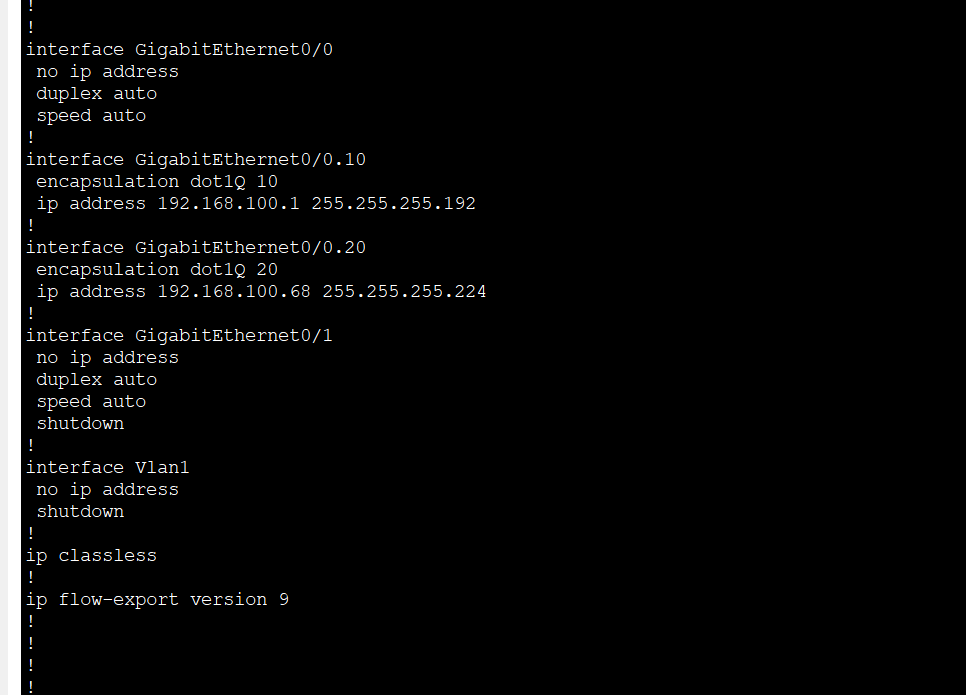 !
!
interface GigabitEthernet0/0
 no ip address
 duplex auto
 speed auto
!
interface GigabitEthernet0/0.10
 encapsulation dot1Q 10
 ip address 192.168.100.1 255.255.255.192
!
interface GigabitEthernet0/0.20
 encapsulation dot1Q 20
 ip address 192.168.100.68 255.255.255.224
!
interface GigabitEthernet0/1
 no ip address
 duplex auto
 speed auto
 shutdown
!
interface Vlan1
 no ip address
 shutdown
!
ip classless
!
ip flow-export version 9
!
!
!
!